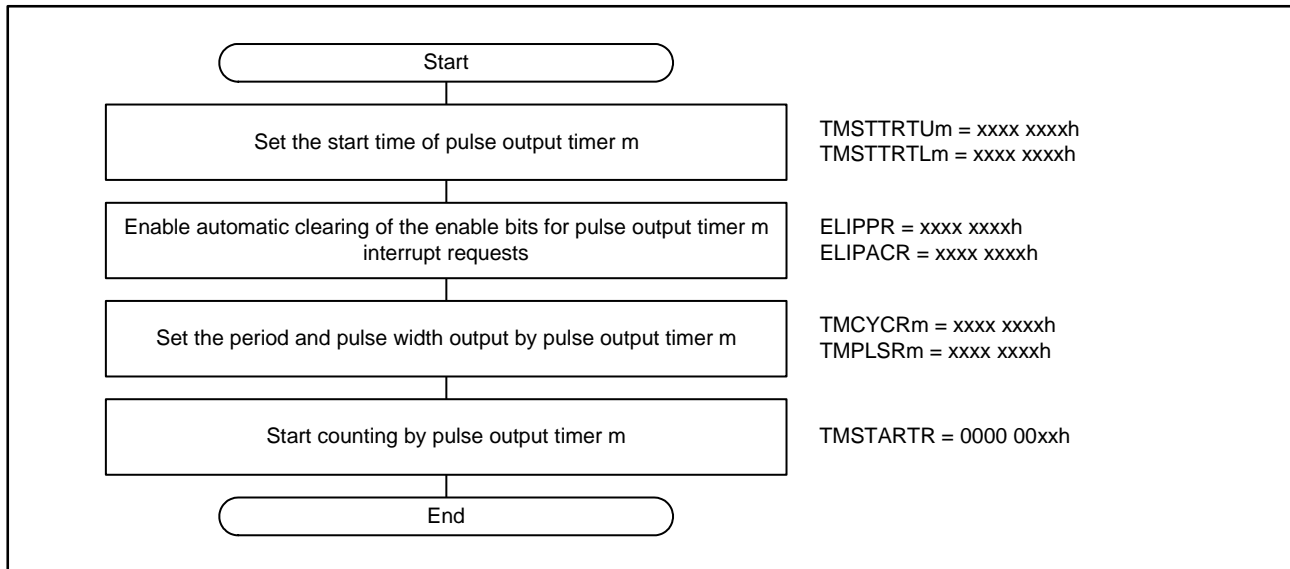 Start
Set the start time of pulse output timer m
TMSTTRTUm = xxxx xxxxh
TMSTTRTLm = xxxx xxxxh
Enable automatic clearing of the enable bits for pulse output timer m
interrupt requests
ELIPPR = xxxx xxxxh
ELIPACR = xxxx xxxxh
Set the period and pulse width output by pulse output timer m
TMCYCRm = xxxx xxxxh
TMPLSRm = xxxx xxxxh
Start counting by pulse output timer m
TMSTARTR = 0000 00xxh
End